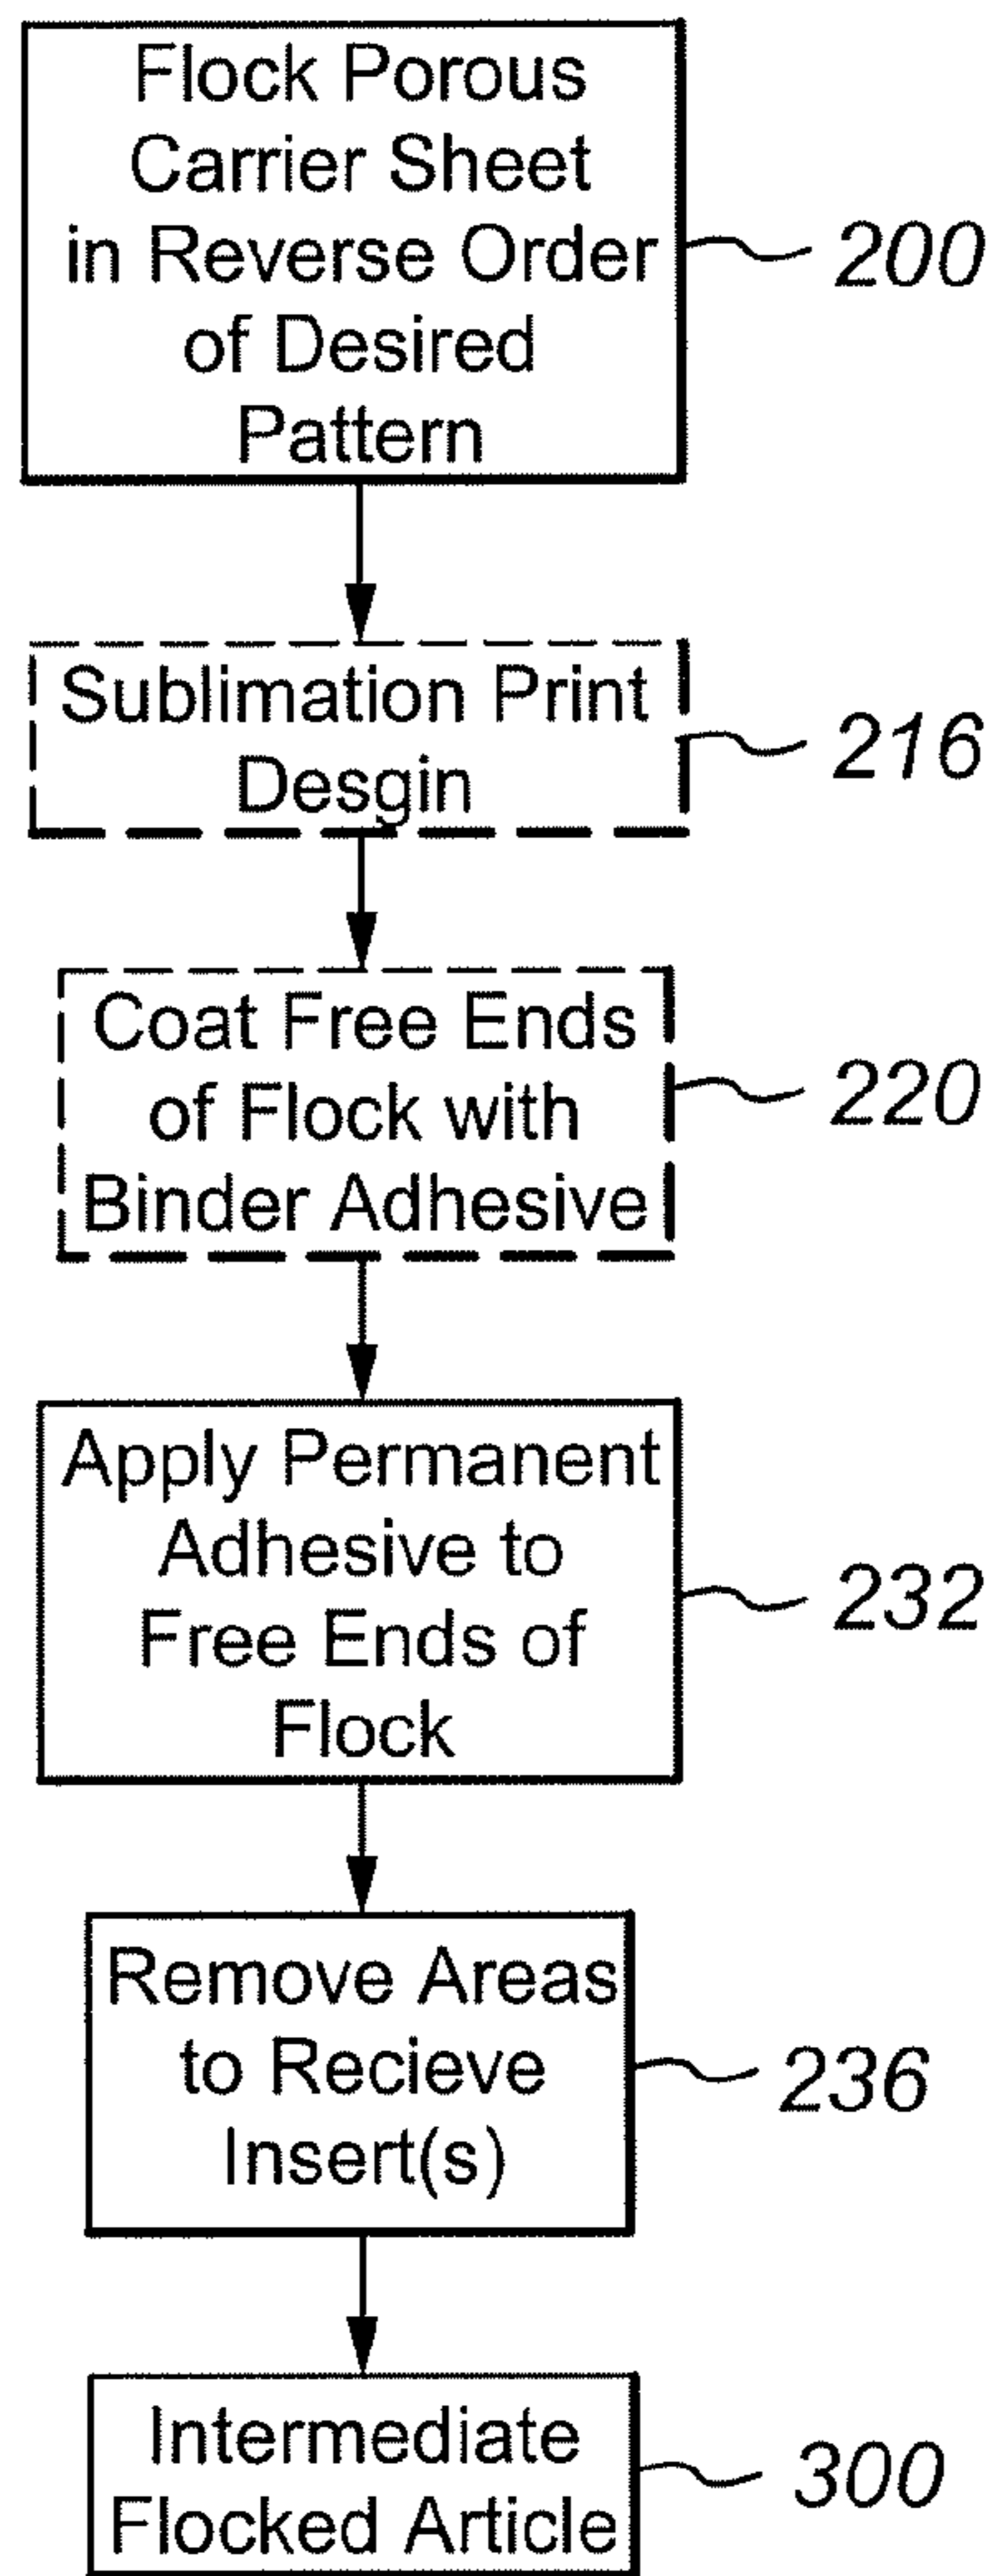 Flock Porous
Carrier Sheet
in Reverse Order
of Desired
Pattern
200
Sublimation Print
Desgin
216
Coat Free Ends
of Flock with
Binder Adhesive
220
Apply Permanent
Adhesive to
Free Ends of
Flock
232
Remove Areas
to Recieve
Insert(s)
236
Intermediate
Flocked Article
300